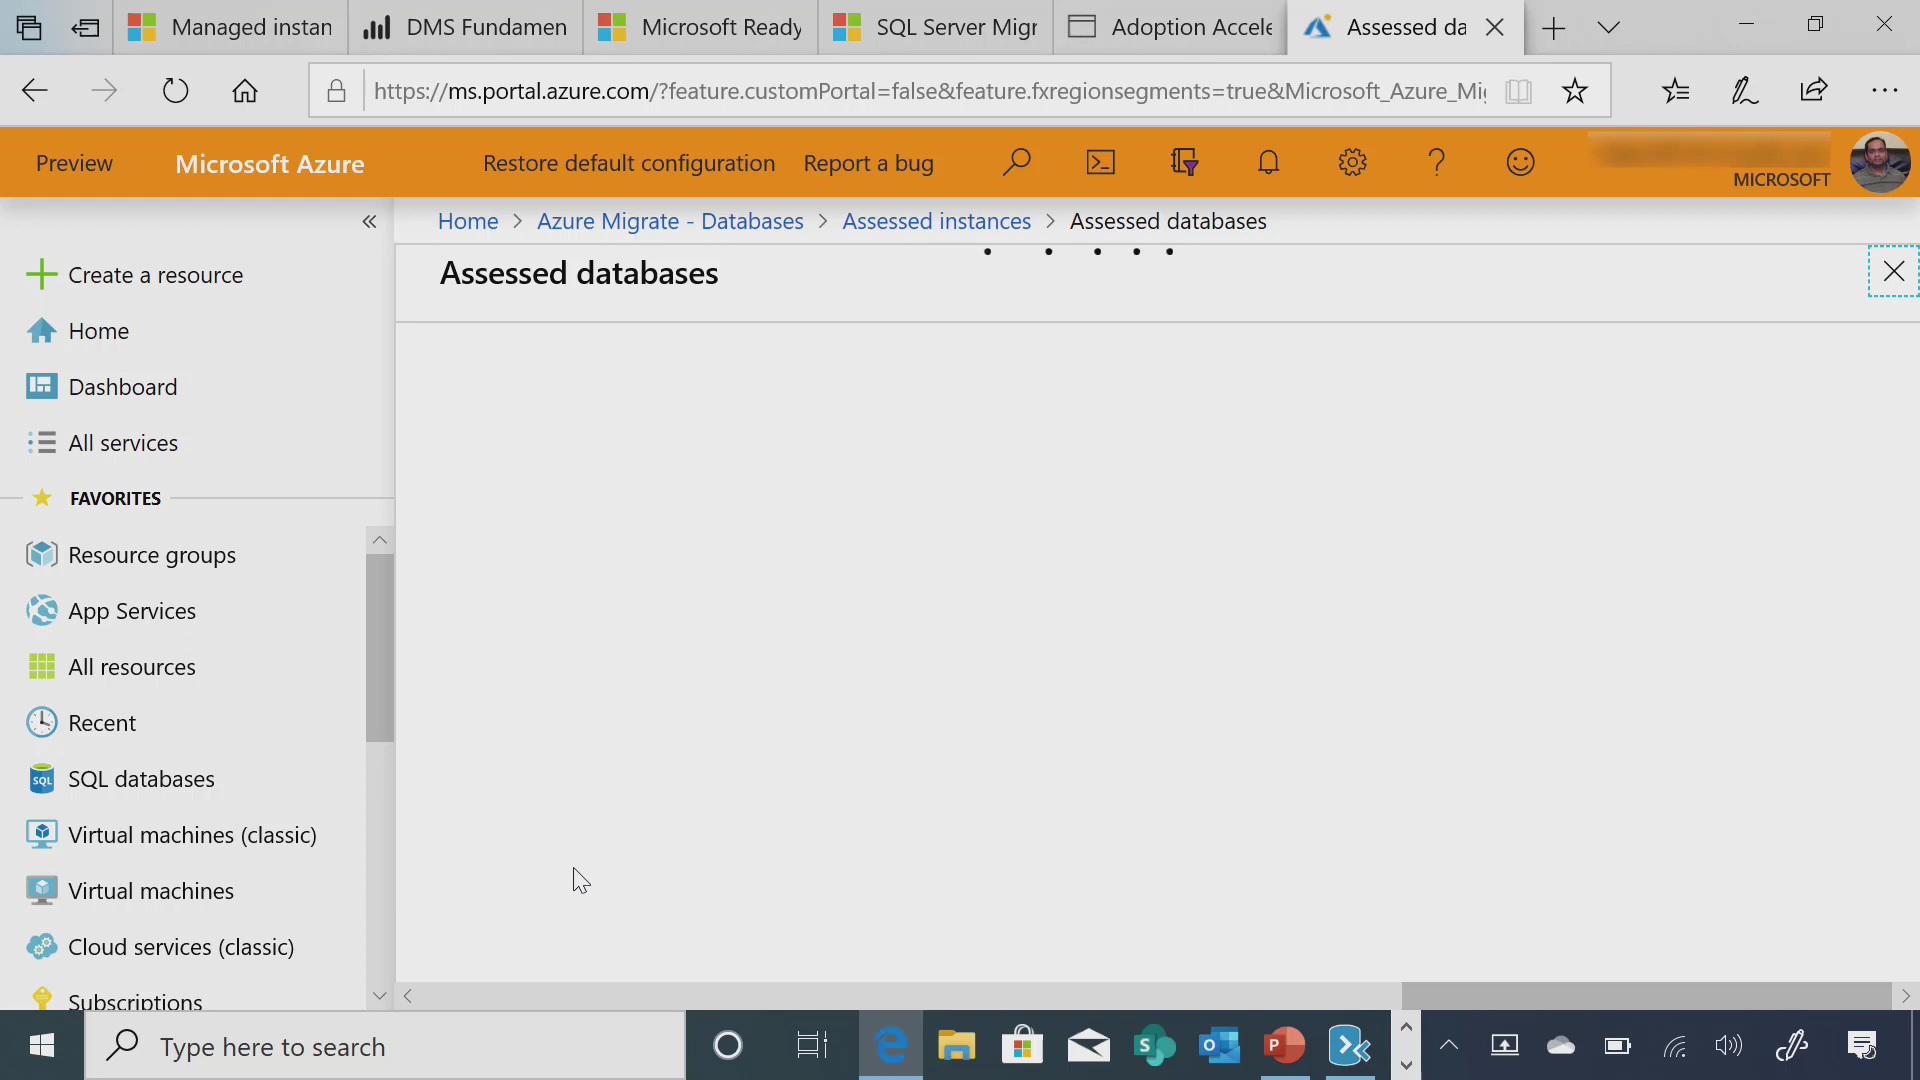 Managed instan
DMS Fundamen
Microsoft Ready
SQL Server Migr
Adoption Accele
Assessed da
https://ms.portal.azure.com/?feature.customPortal=false&feature.fxregionsegments=true&Microsoft_Azure_Mi
Preview
Microsoft Azure
Restore default configuration
Report a bug
MICROSOFT
Home > Azure Migrate - Databases > Assessed instances > Assessed databases
Assessed databases
Create a resource
Home
Dashboard
All services
FAVORITES
Resource groups
App Services
All resources
Recent
SQL databases
Virtual machines (classic)
Virtual machines
Cloud services (classic)
Subscriptions
Type here to search